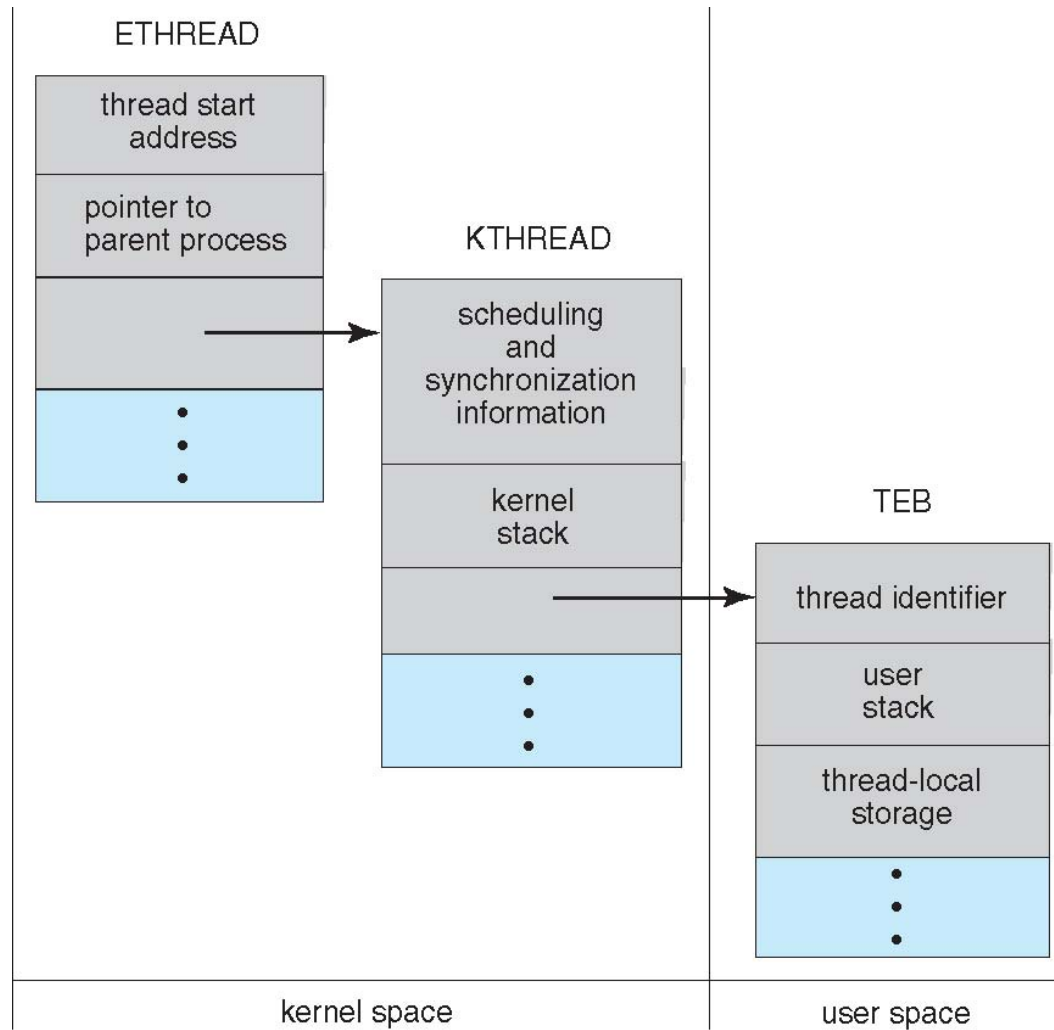 ETHREAD
thread start
address
pointer to
parent process
KTHREAD
scheduling
and
synchronization
information
kernel
stack
TEB
thread identifier
user
stack
thread-local
storage
kernel space
user space